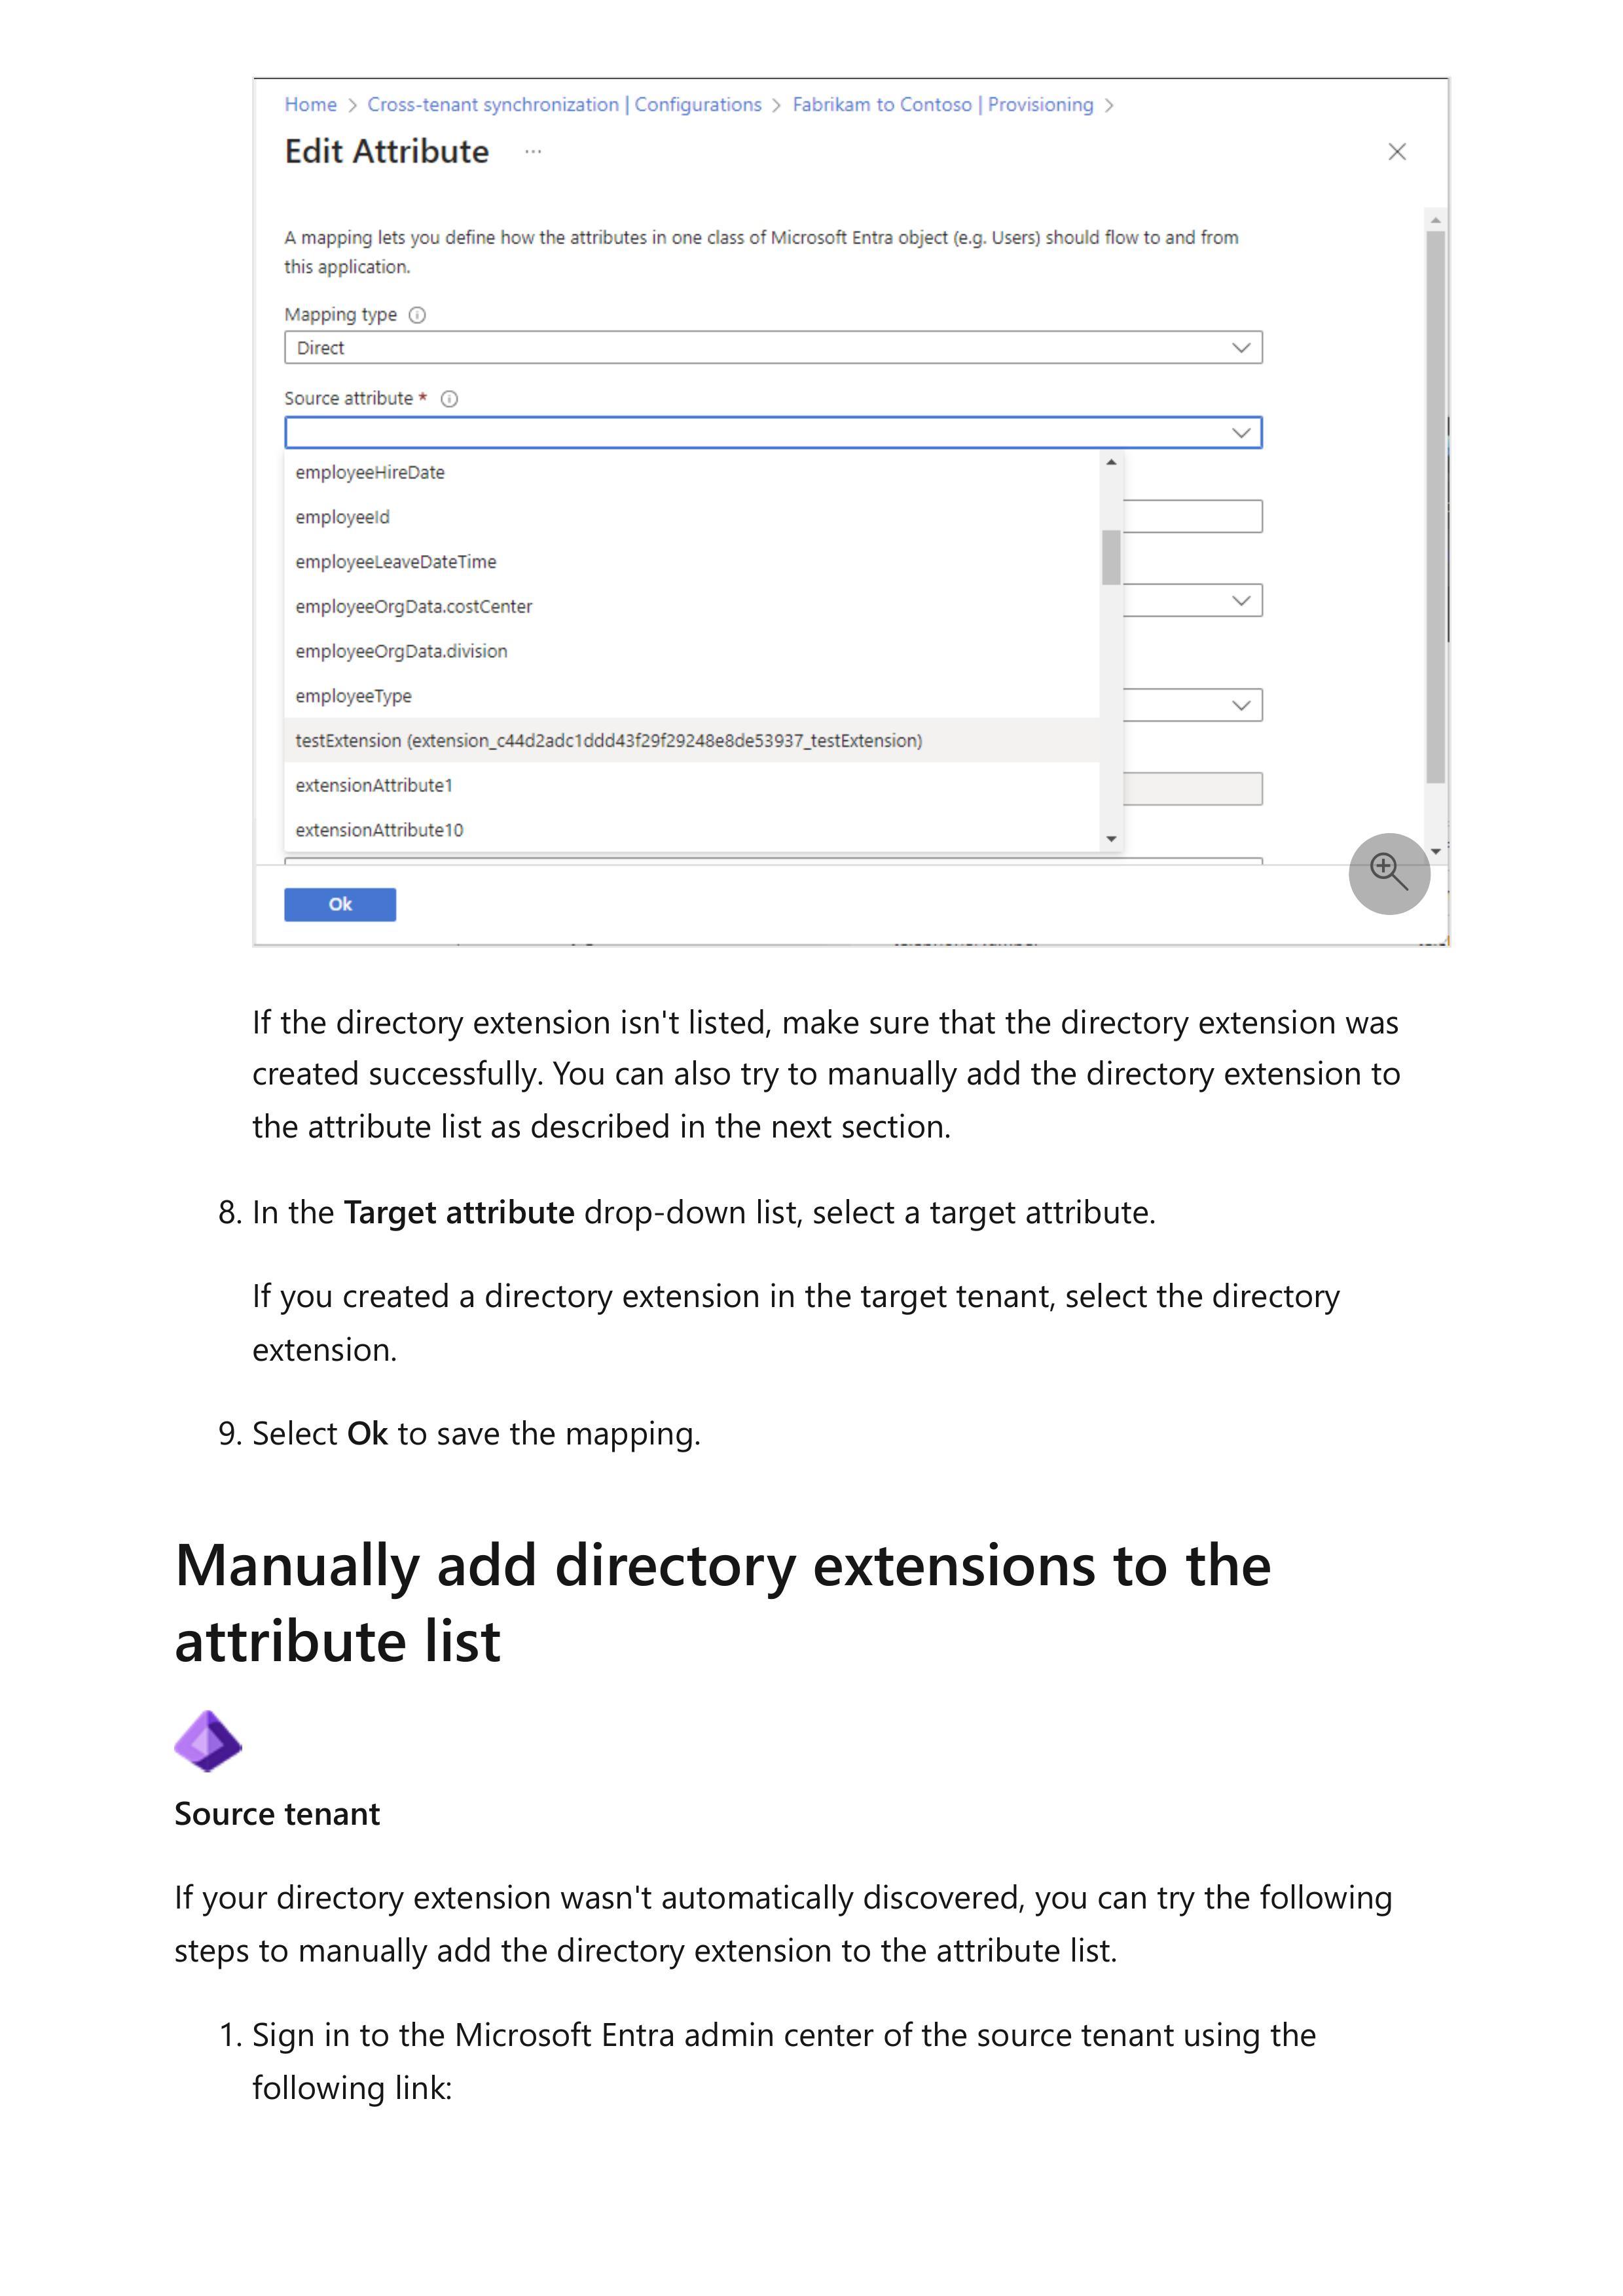 Home > Cross-tenant synchronization | Configurations > Fabrikam to Contoso | Provisioning >
Edit Attribute ...
A mapping lets you define how the attributes in one class of Microsoft Entra object (e.g. Users) should flow to and from
this application.
Mapping type
Direct
Source attribute *
employeeHireDate
employeeId
employeeLeaveDateTime
employeeOrgData.costCenter
employeeOrgData.division
employeeType
testExtension (extension_c44d2adc1ddd43f29f29248e8de53937_testExtension)
extensionAttribute1
extensionAttribute10
Ok
If the directory extension isn't listed, make sure that the directory extension was
created successfully. You can also try to manually add the directory extension to
the attribute list as described in the next section.
8. In the Target attribute drop-down list, select a target attribute.
If you created a directory extension in the target tenant, select the directory
extension.
9. Select Ok to save the mapping.
Manually add directory extensions to the
attribute list
Source tenant
If your directory extension wasn't automatically discovered, you can try the following
steps to manually add the directory extension to the attribute list.
1. Sign in to the Microsoft Entra admin center of the source tenant using the
following link: